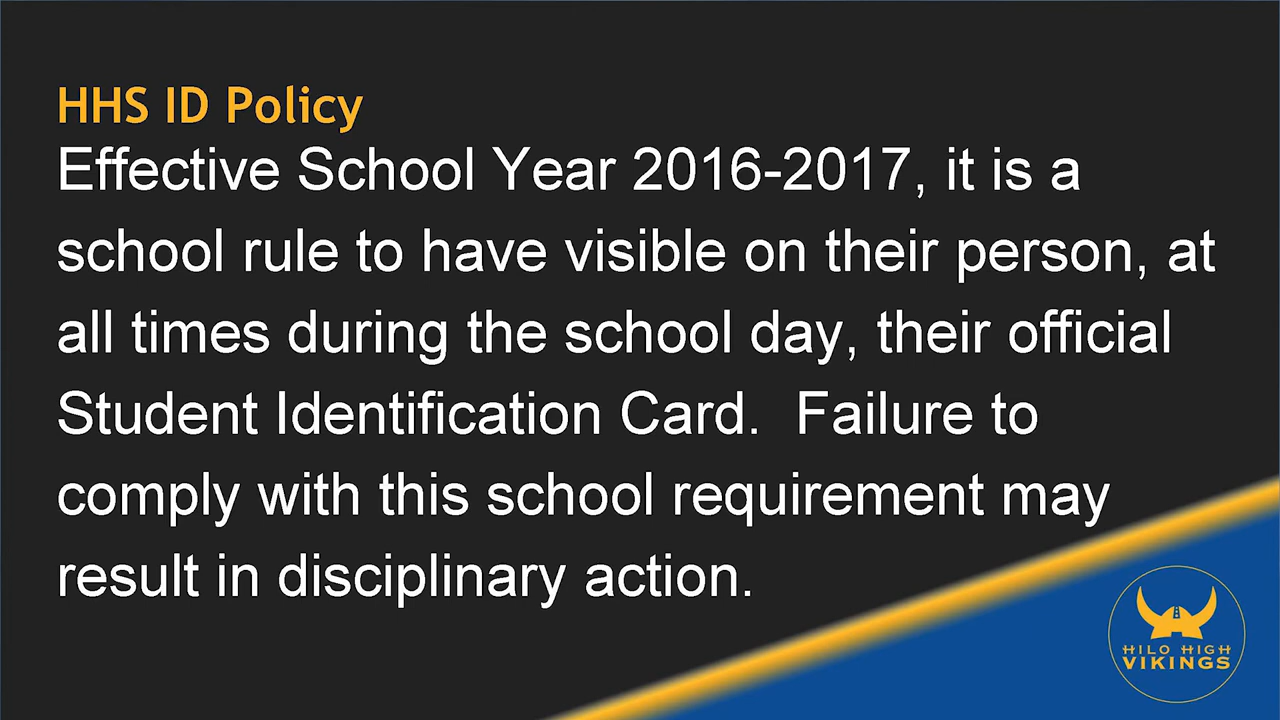 HHS ID Policy
Effective School Year 2016-2017, it is a
school rule to have visible on their person, at
all times during the school day, their official
Student Identification Card.  Failure to
comply with this school requirement may
result in disciplinary action.
HILO HIGH
VIKINGS